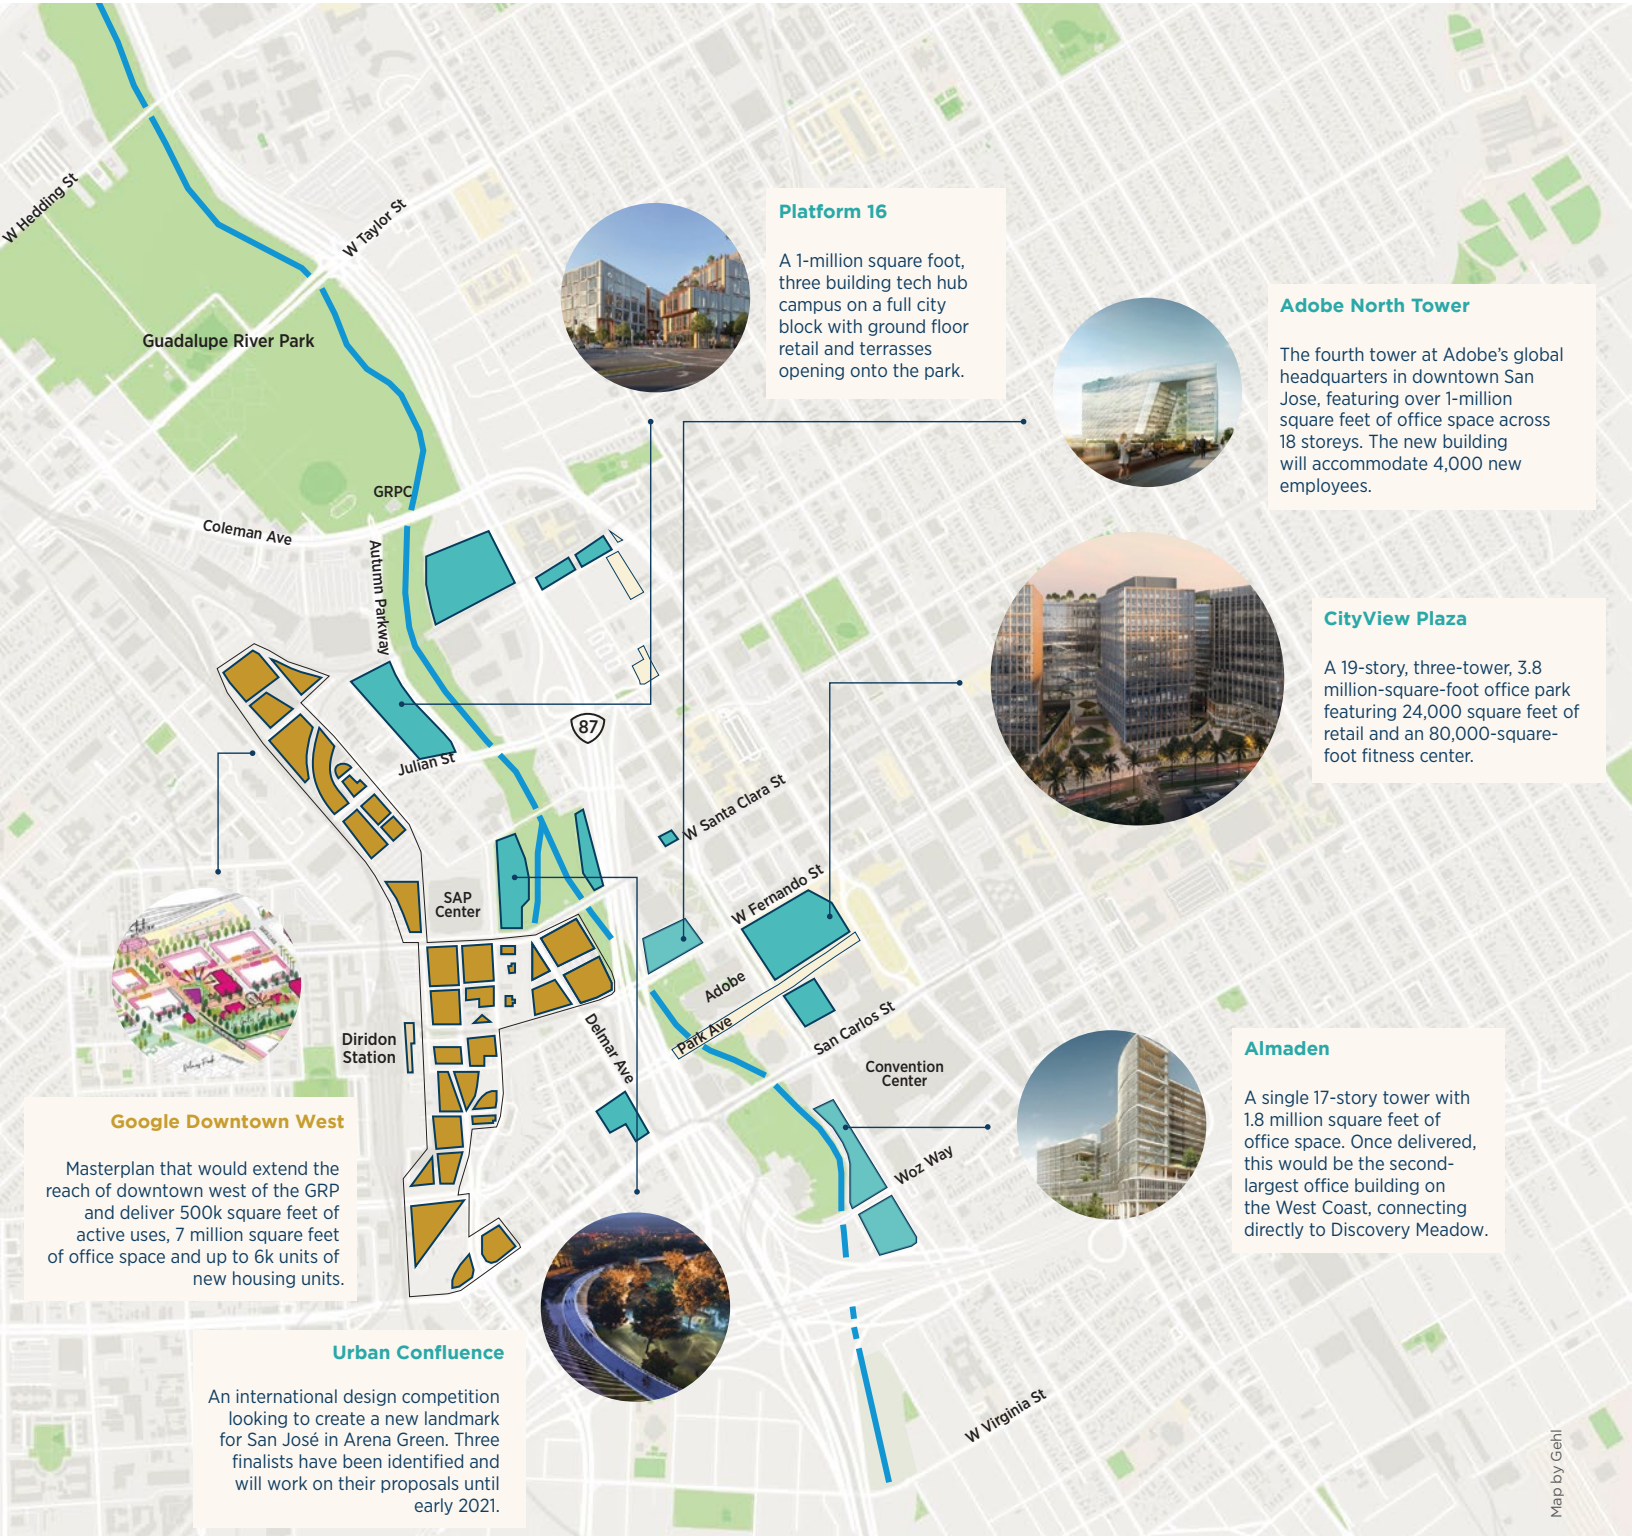 W Hedding St
W Taylor St
Guadalupe River Park
GRPC
Coleman Ave
Autumn Parkway
Julian St
87
W Santa Clara St
SAP
Center
W Fernando St
Adobe
Park Ave
San Carlos St
Delmar Ave
Diridon
Station
Convention
Center
Woz Way
W Virginia St
Platform 16
A 1-million square foot,
three building tech hub
campus on a full city
block with ground floor
retail and terrasses
opening onto the park.
Adobe North Tower
The fourth tower at Adobe’s global
headquarters in downtown San
Jose, featuring over 1-million
square feet of office space across
18 storeys. The new building
will accommodate 4,000 new
employees.
CityView Plaza
A 19-story, three-tower, 3.8
million-square-foot office park
featuring 24,000 square feet of
retail and an 80,000-square-
foot fitness center.
Almaden
A single 17-story tower with
1.8 million square feet of
office space. Once delivered,
this would be the second-
largest office building on
the West Coast, connecting
directly to Discovery Meadow.
Google Downtown West
Masterplan that would extend the
reach of downtown west of the GRP
and deliver 500k square feet of
active uses, 7 million square feet
of office space and up to 6k units of
new housing units.
Urban Confluence
An international design competition
looking to create a new landmark
for San José in Arena Green. Three
finalists have been identified and
will work on their proposals until
early 2021.
Map by Gehl